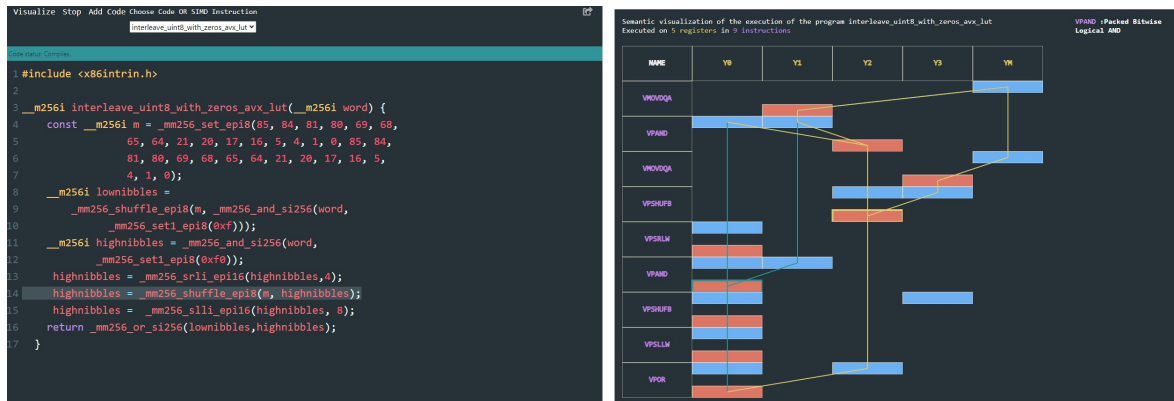 Visualize Stop Add Code Choose Code OR SIMD Instruction
interleave_uint8_with_zeros_avx_lut
Code status: Compiled
1 #include <x86intrin.h>
2
3 __m256i interleave_uint8_with_zeros_avx_lut(__m256i word) {
4 const __m256i m = _mm256_set_epi8(85, 84, 81, 80, 69, 68,
5 65, 64, 21, 20, 17, 16, 5, 4, 1, 0, 85, 84,
6 81, 80, 69, 68, 65, 64, 21, 20, 17, 16, 5,
7 4, 1, 0);
8 __m256i lownibbles =
9 _mm256_shuffle_epi8(m, _mm256_and_si256(word,
10 _mm256_set1_epi8(0xf)));
11 __m256i highnibbles = _mm256_and_si256(word,
12 _mm256_set1_epi8(0xf0));
13 highnibbles = _mm256_srli_epi16(highnibbles,4);
14 highnibbles = _mm256_shuffle_epi8(m, highnibbles);
15 highnibbles = _mm256_slli_epi16(highnibbles, 8);
16 return _mm256_or_si256(lownibbles,highnibbles);
17 }
Semantic visualization of the execution of the program interleave_uint8_with_zeros_avx_lut
Executed on 5 registers in 9 instructions
VPAND :Packed Bitwise
Logical AND
NAME Y0 Y1 Y2 Y3 YM
VMOVDQA
VPAND
VMOVDQA
VPSHUFB
VPSRLW
VPAND
VPSHUFB
VPSLLW
VPOR